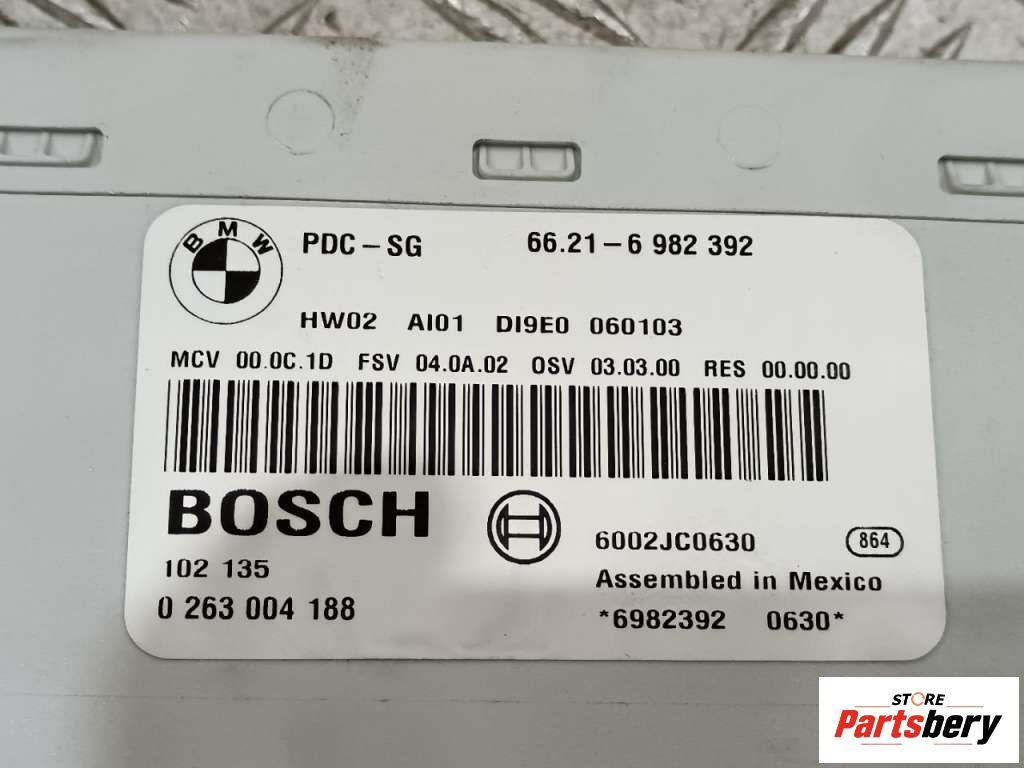 BMW PDC-SG 66.21-6 982 392
HW02 AI01 DI9E0 060103
MCV 00.0C.1D FSV 04.0A.02 OSV 03.03.00 RES 00.00.00
BOSCH
6002JC0630 864
102 135
Assembled in Mexico
0 263 004 188
*6982392 0630*
STORE
Partsbery